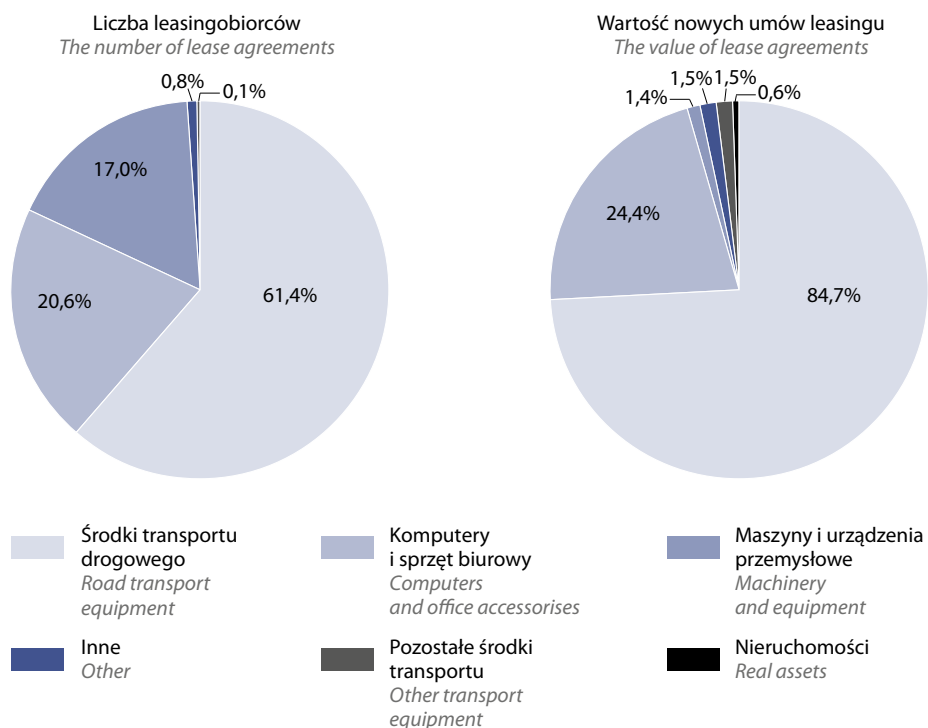 Liczba leasingobiorców
The number of lease agreements
0,8%
0,1%
17,0%
20,6%
61,4%
Wartość nowych umów leasingu
The value of lease agreements
1,5%
1,5%
1,4%
0,6%
24,4%
84,7%
Środki transportu
drogowego
Road transport
equipment
Komputery
i sprzęt biurowy
Computers
and office accessorises
Maszyny i urządzenia
przemysłowe
Machinery
and equipment
Inne
Other
Pozostałe środki
transportu
Other transport
equipment
Nieruchomości
Real assets